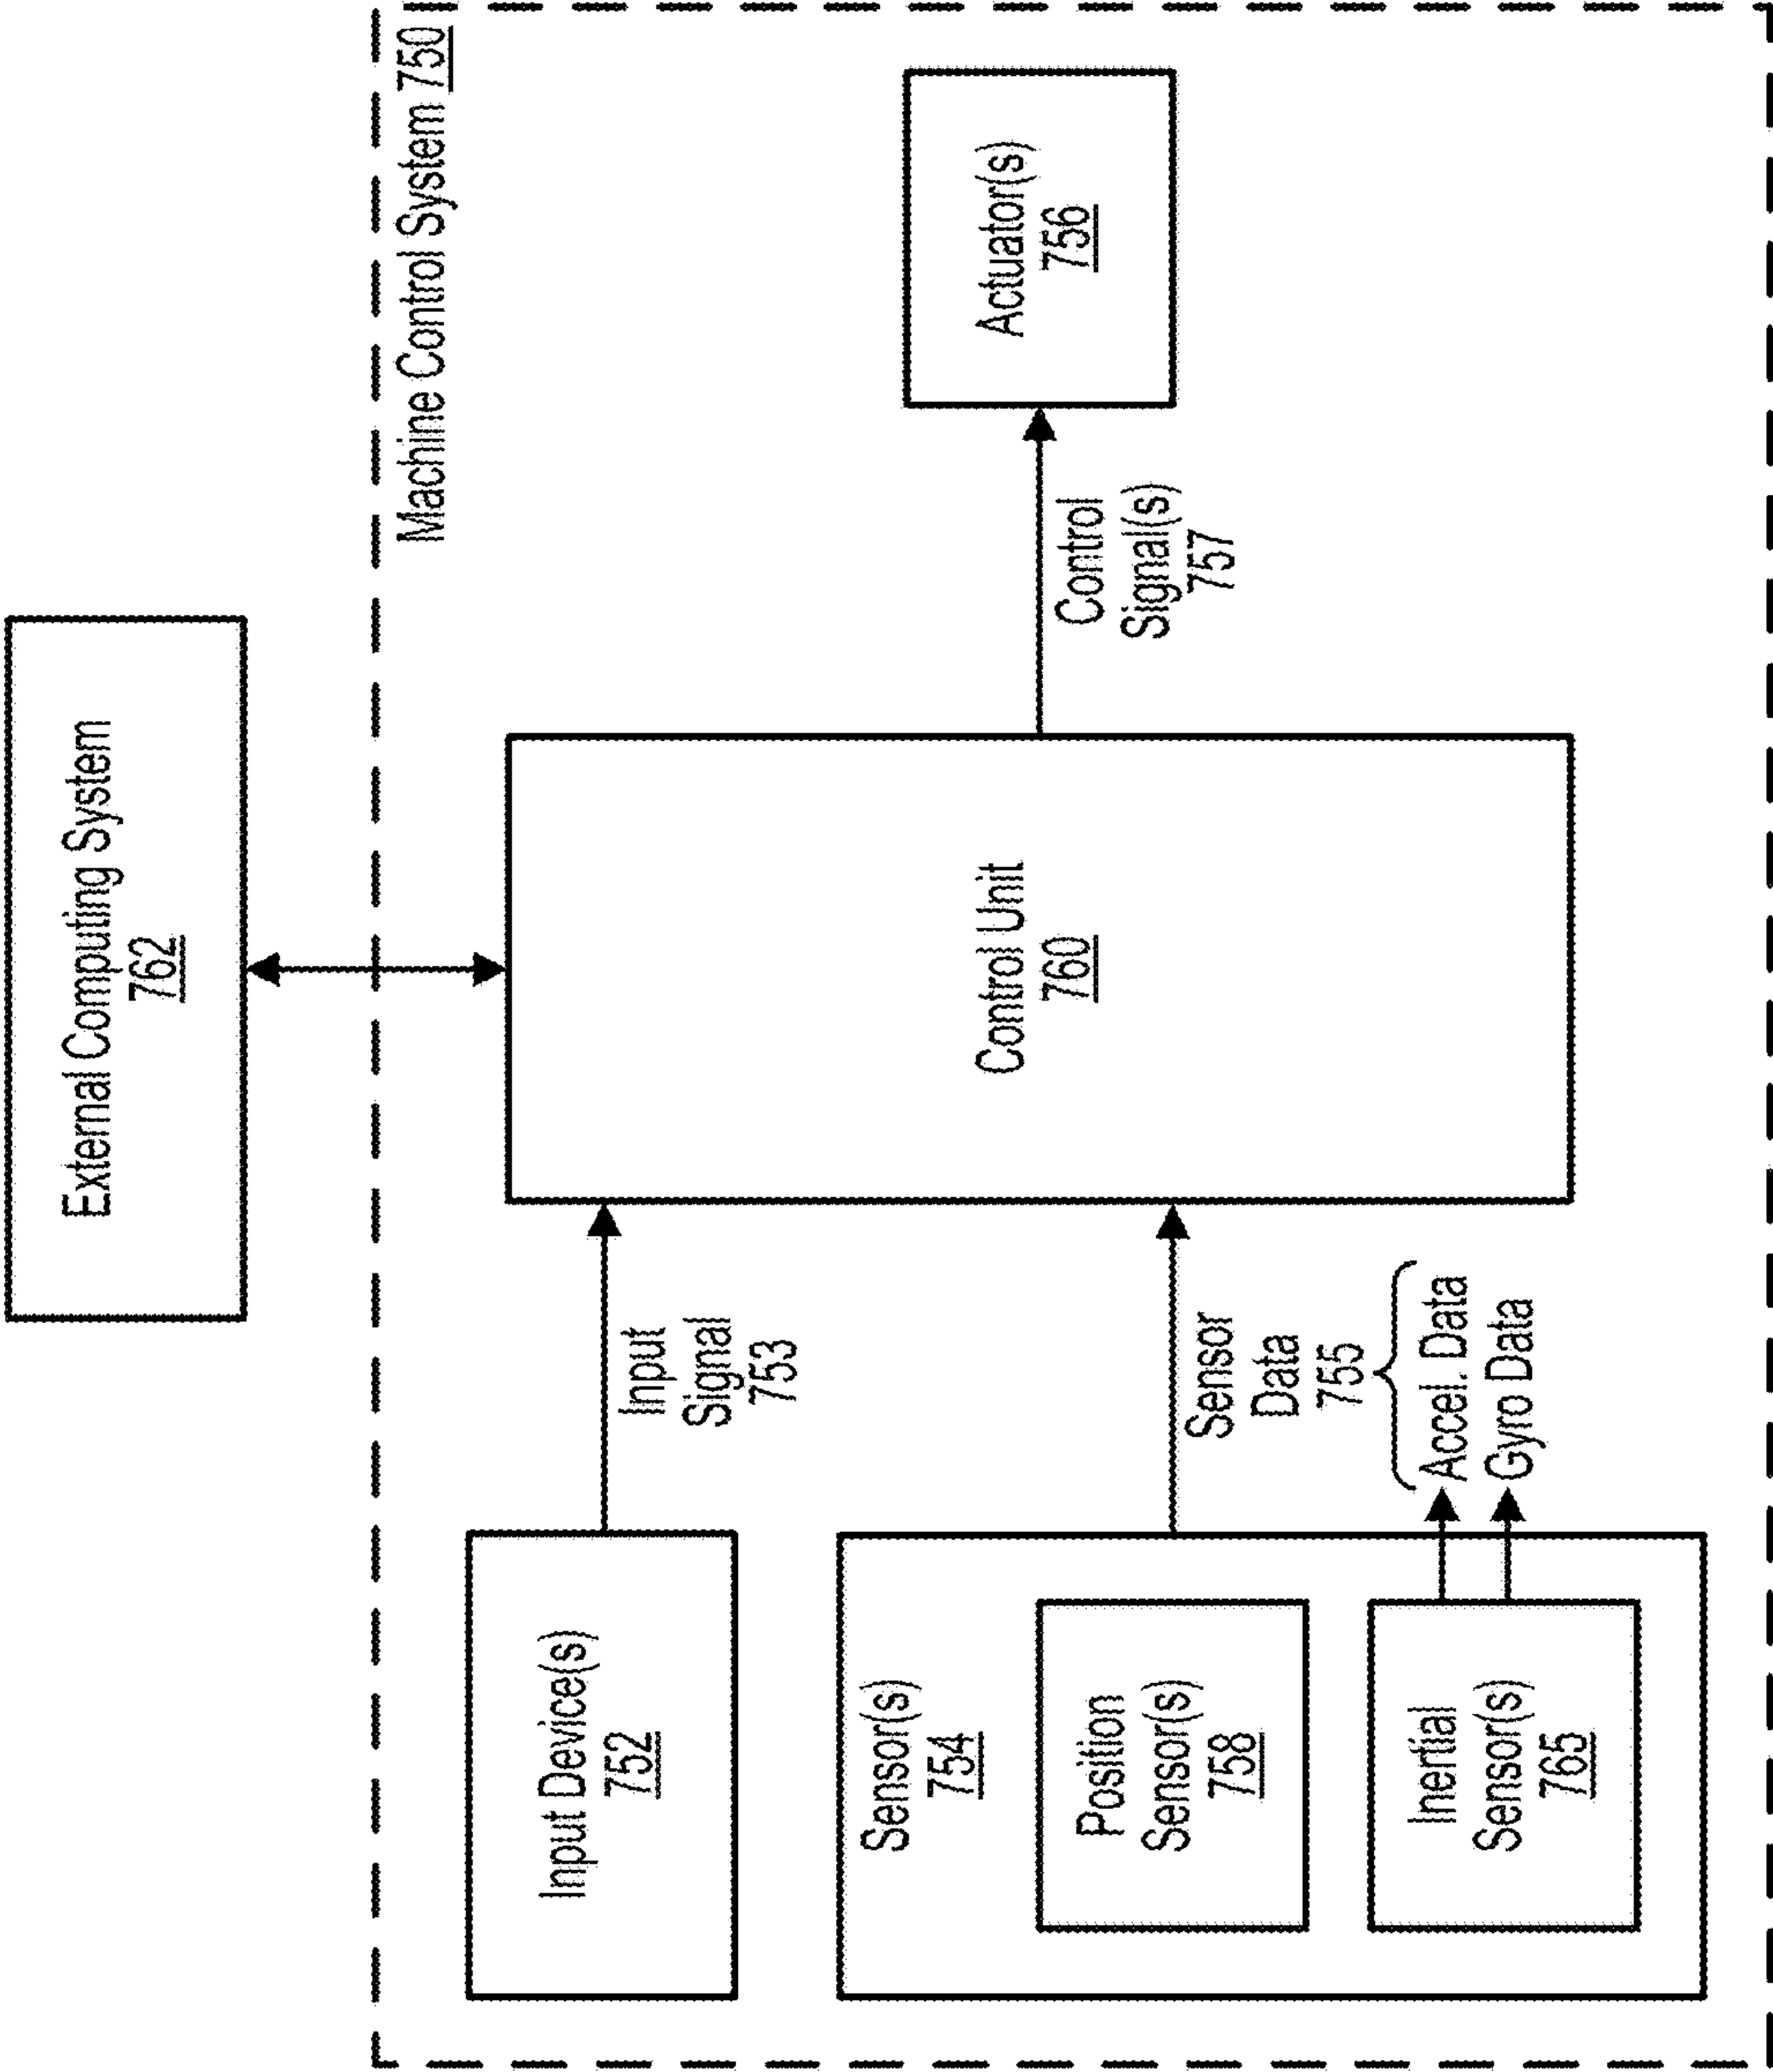 External Computing System
762
Machine Control System 750
Input Device(s)
752
Input
Signal
753
Control Unit
760
Control
Signal(s)
757
Actuator(s)
756
Sensor(s)
754
Position
Sensor(s)
758
Inertial
Sensor(s)
765
Sensor
Data
755
Accel. Data
Gyro Data